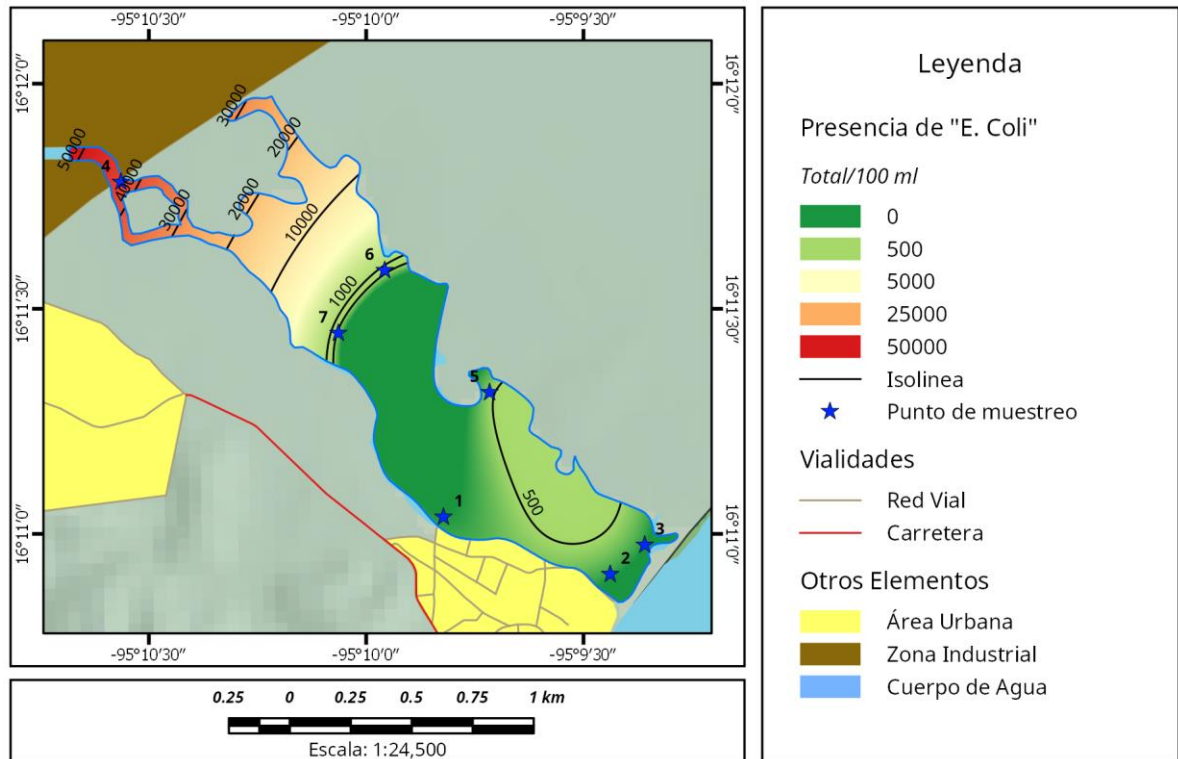 -95°10'30''
-95°10'0''
-95°9'30''
16°12'0''
16°12'0''
50000
30000
4
40000
20000
30000
20000
10000
6
1000
7
16°11'30''
16°11'30''
5
500
1
3
2
16°11'0''
16°11'0''
-95°10'30''
-95°10'0''
-95°9'30''
0.25 0 0.25 0.5 0.75 1 km
Escala: 1:24,500
Leyenda
Presencia de "E. Coli"
Total/100 ml
0
500
5000
25000
50000
Isolinea
Punto de muestreo
Vialidades
Red Vial
Carretera
Otros Elementos
Área Urbana
Zona Industrial
Cuerpo de Agua